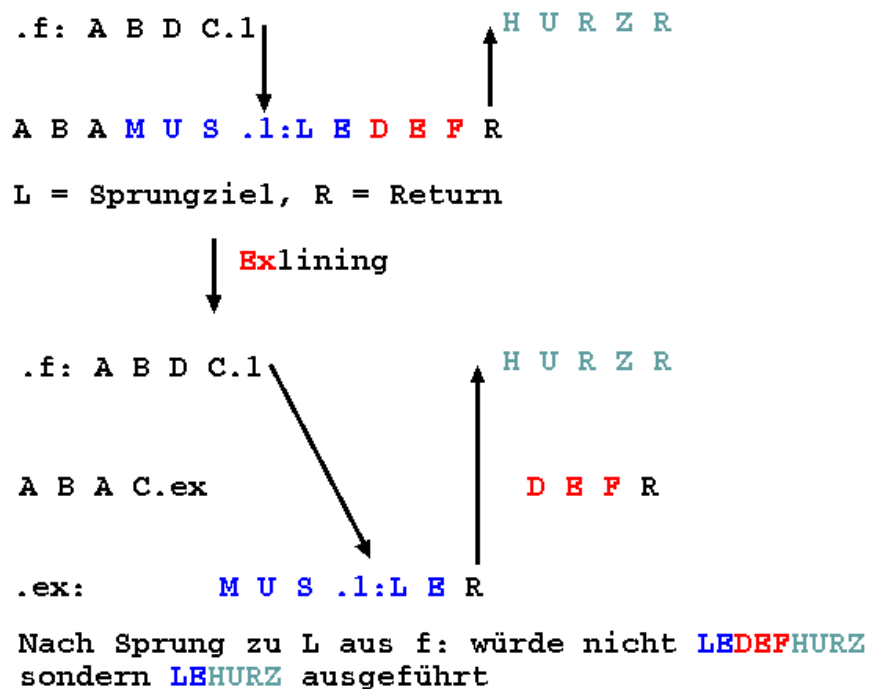 .f: A B D C.1 H U R Z R
A B A M U S .1:L E D E F R
L = Sprungziel, R = Return
Exlining
.f: A B D C.1 H U R Z R
A B A C.ex D E F R
.ex: M U S .1:L E R
Nach Sprung zu L aus f: würde nicht LEDEFHURZ
sondern LEHURZ ausgeführt